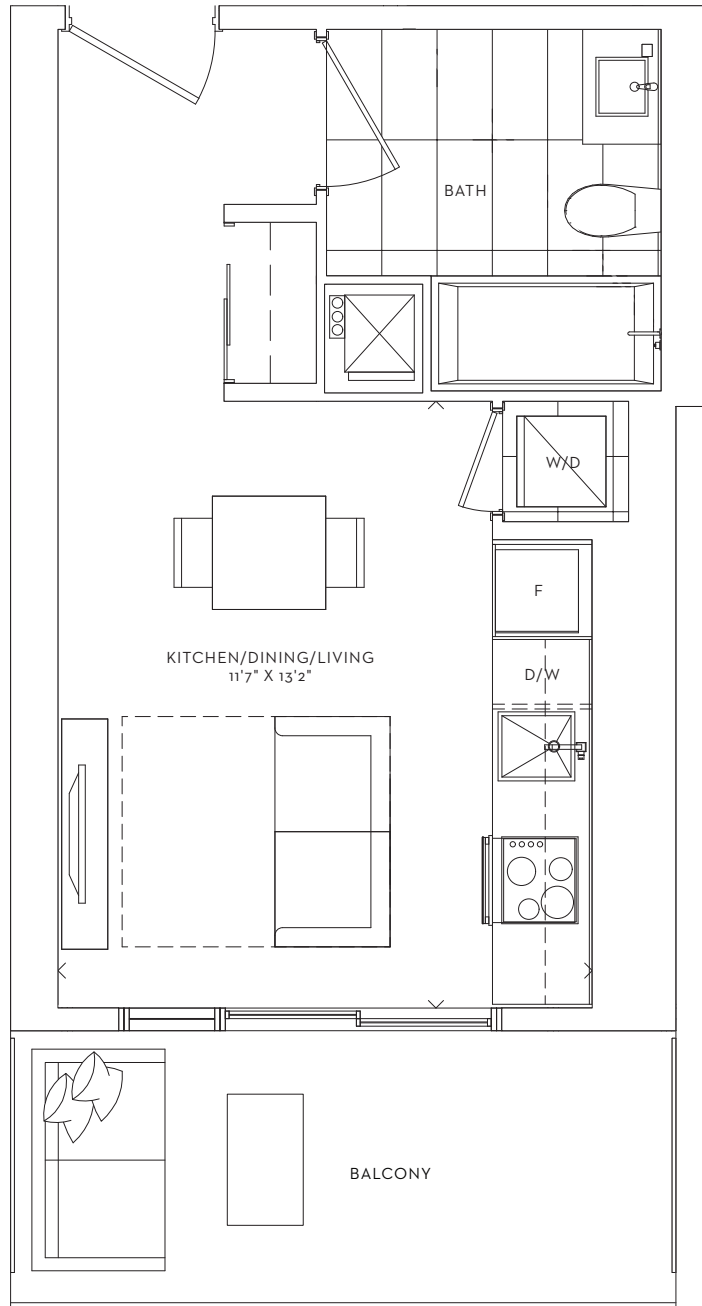 BATH
W/D
F
KITCHEN/DINING/LIVING
11'7" X 13'2"
D/W
BALCONY